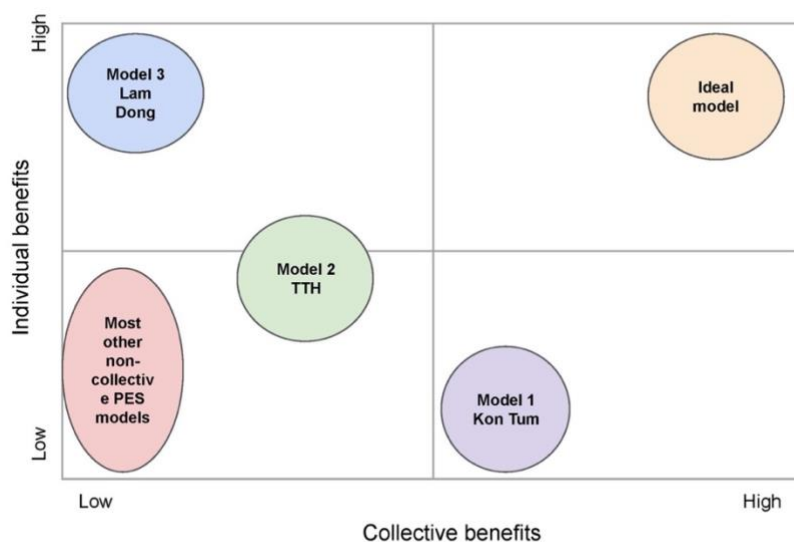 High
Individual benefits
Low
Model 3
Lam
Dong
Ideal
model
Model 2
TTH
Most
other
non-
collectiv
e PES
models
Model 1
Kon Tum
Low
High
Collective benefits